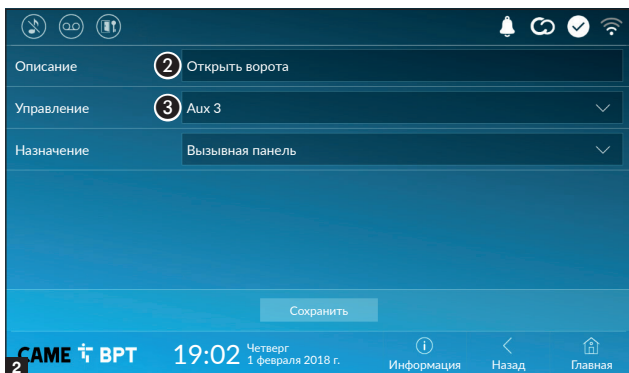 Описание 2 Открыть ворота
Управление 3 Aux 3
Назначение Вызывная панель
Сохранить
CAME BPT 19:02 Четверг
1 февраля 2018 г.
Информация Назад Главная
2